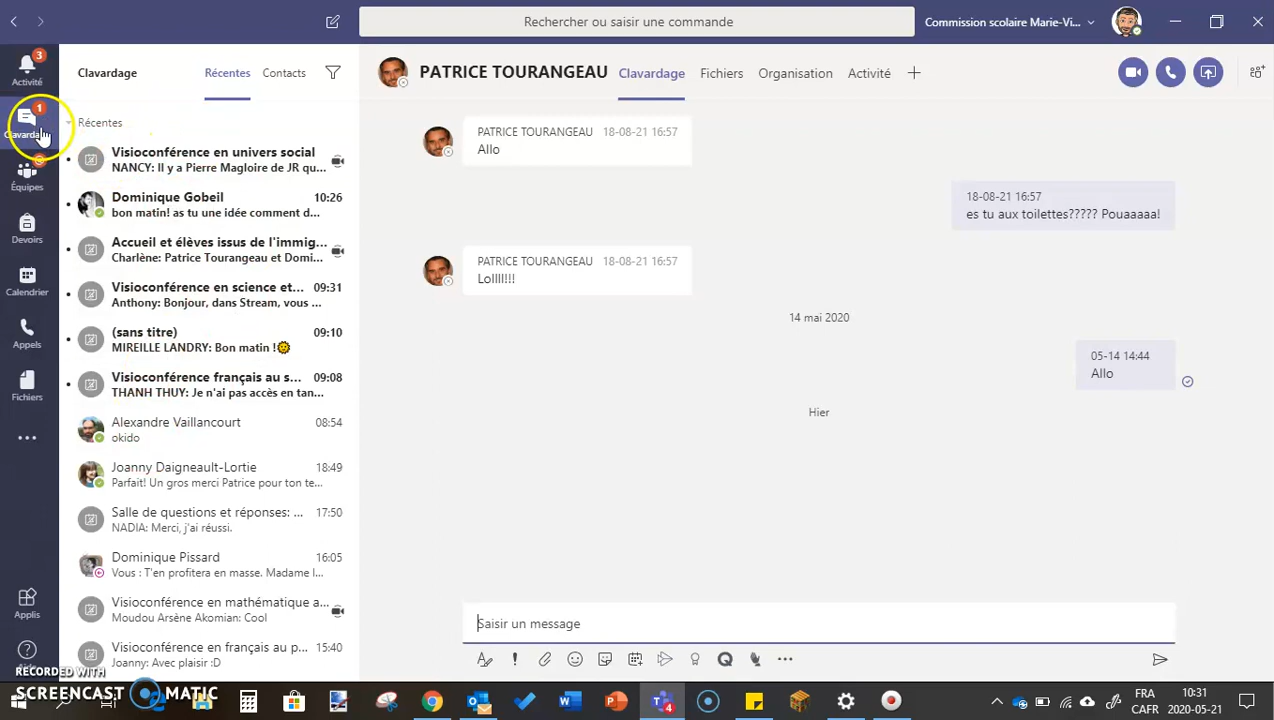 Rechercher ou saisir une commande
Commission scolaire Marie-Vi...
3
Activité
1
Clavarda
Équipes
Devoirs
Calendrier
Appels
Fichiers
Applis
Clavardage
Récentes
Contacts
Récentes
Visioconférence en univers social
NANCY: Il y a Pierre Magloire de JR qu...
Dominique Gobeil 10:26
bon matin! as tu une idée comment d...
Accueil et élèves issus de l'immig...
Charlène: Patrice Tourangeau et Domi...
Visioconférence en science et... 09:31
Anthony: Bonjour, dans Stream, vous ...
(sans titre) 09:10
MIREILLE LANDRY: Bon matin !
Visioconférence français au s... 09:08
THANH THUY: Je n'ai pas accès en tan...
Alexandre Vaillancourt 08:54
okido
Joanny Daigneault-Lortie 18:49
Parfait! Un gros merci Patrice pour ton te...
Salle de questions et réponses: ... 17:50
NADIA: Merci, j'ai réussi.
Dominique Pissard 16:05
Vous : T'en profitera en masse. Madame l...
Visioconférence en mathématique a...
Moudou Arsène Akomian: Cool
Visioconférence en français au p... 15:40
Joanny: Avec plaisir :D
PATRICE TOURANGEAU
Clavardage
Fichiers
Organisation
Activité
PATRICE TOURANGEAU 18-08-21 16:57
Allo
18-08-21 16:57
es tu aux toilettes????? Pouaaaaa!
PATRICE TOURANGEAU 18-08-21 16:57
Lollll!!!
14 mai 2020
05-14 14:44
Allo
Hier
Saisir un message
RECORDED WITH
SCREENCAST MATIC
4
FRA
CAFR
10:31
2020-05-21